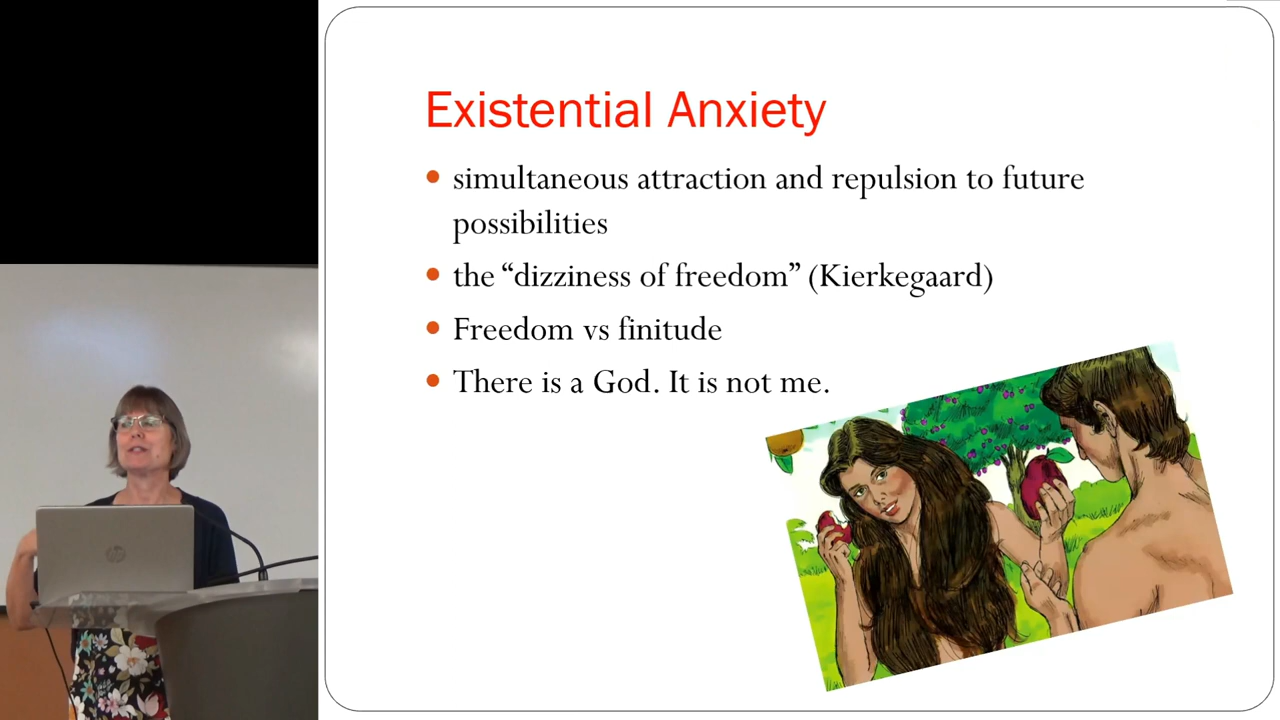 Existential Anxiety
simultaneous attraction and repulsion to future
possibilities
the “dizziness of freedom” (Kierkegaard)
Freedom vs finitude
There is a God. It is not me.
hp